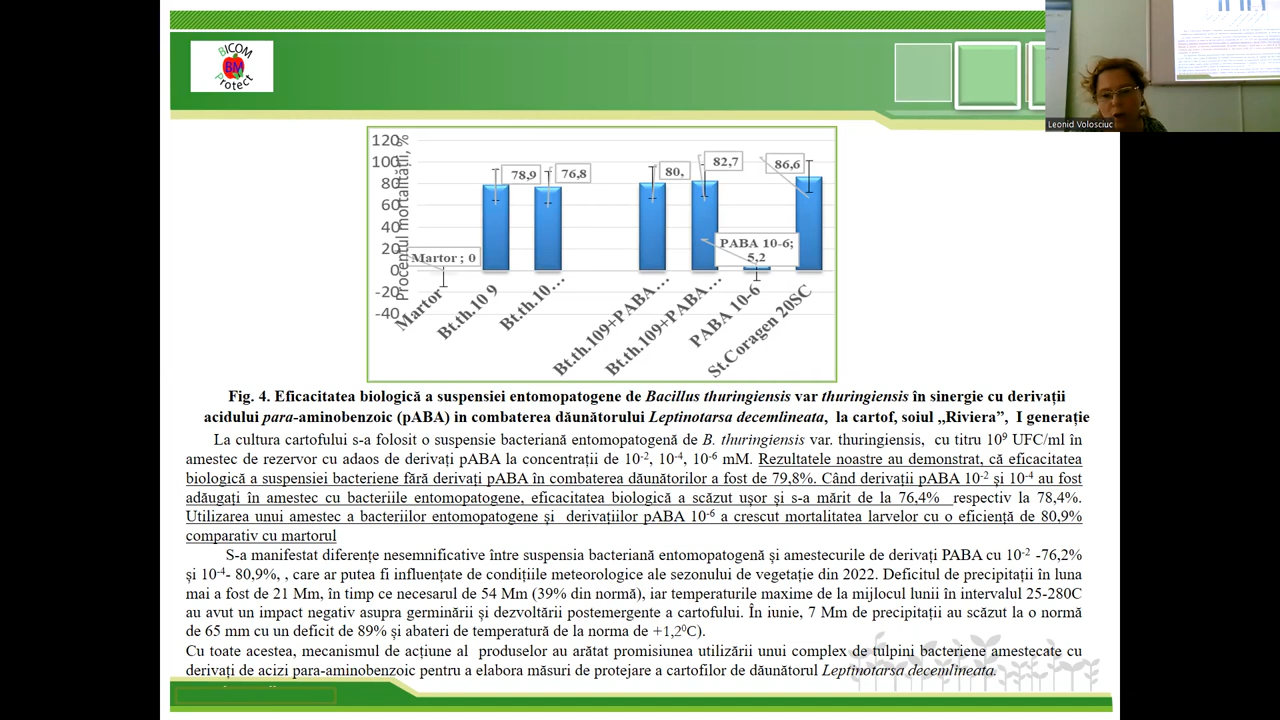 BICOM
BM
Protect
Leonid Volosciuc
Procentul mortalității, %
120
100
80
60
40
20
0
-20
-40
Martor ; 0
78,9
76,8
80,
82,7
PABA 10-6;
5,2
86,6
Martor
Bt.th.10 9
Bt.th.10…
Bt.th.109+PABA…
Bt.th.109+PABA…
PABA 10-6
St.Coragen 20SC
Fig. 4. Eficacitatea biologică a suspensiei entomopatogene de Bacillus thuringiensis var thuringiensis în sinergie cu derivații
acidului para-aminobenzoic (pABA) in combaterea dăunătorului Leptinotarsa decemlineata, la cartof, soiul „Riviera”, I generație
La cultura cartofului s-a folosit o suspensie bacteriană entomopatogenă de B. thuringiensis var. thuringiensis, cu titru 10⁹ UFC/ml în
amestec de rezervor cu adaos de derivați pABA la concentrații de 10⁻², 10⁻⁴, 10⁻⁶ mM. Rezultatele noastre au demonstrat, că eficacitatea
biologică a suspensiei bacteriene fără derivați pABA în combaterea dăunătorilor a fost de 79,8%. Când derivații pABA 10⁻² și 10⁻⁴ au fost
adăugați în amestec cu bacteriile entomopatogene, eficacitatea biologică a scăzut ușor și s-a mărit de la 76,4% respectiv la 78,4%.
Utilizarea unui amestec a bacteriilor entomopatogene și derivațiilor pABA 10⁻⁶ a crescut mortalitatea larvelor cu o eficiență de 80,9%
comparativ cu martorul
S-a manifestat diferențe nesemnificative între suspensia bacteriană entomopatogenă și amestecurile de derivați PABA cu 10⁻² -76,2%
și 10⁻⁴- 80,9%, , care ar putea fi influențate de condițiile meteorologice ale sezonului de vegetație din 2022. Deficitul de precipitații în luna
mai a fost de 21 Mm, în timp ce necesarul de 54 Mm (39% din normă), iar temperaturile maxime de la mijlocul lunii în intervalul 25-280C
au avut un impact negativ asupra germinării și dezvoltării postemergente a cartofului. În iunie, 7 Mm de precipitații au scăzut la o normă
de 65 mm cu un deficit de 89% și abateri de temperatură de la norma de +1,2⁰C).
Cu toate acestea, mecanismul de acțiune al produselor au arătat promisiunea utilizării unui complex de tulpini bacteriene amestecate cu
derivați de acizi para-aminobenzoic pentru a elabora măsuri de protejare a cartofilor de dăunătorul Leptinotarsa decemlineata.